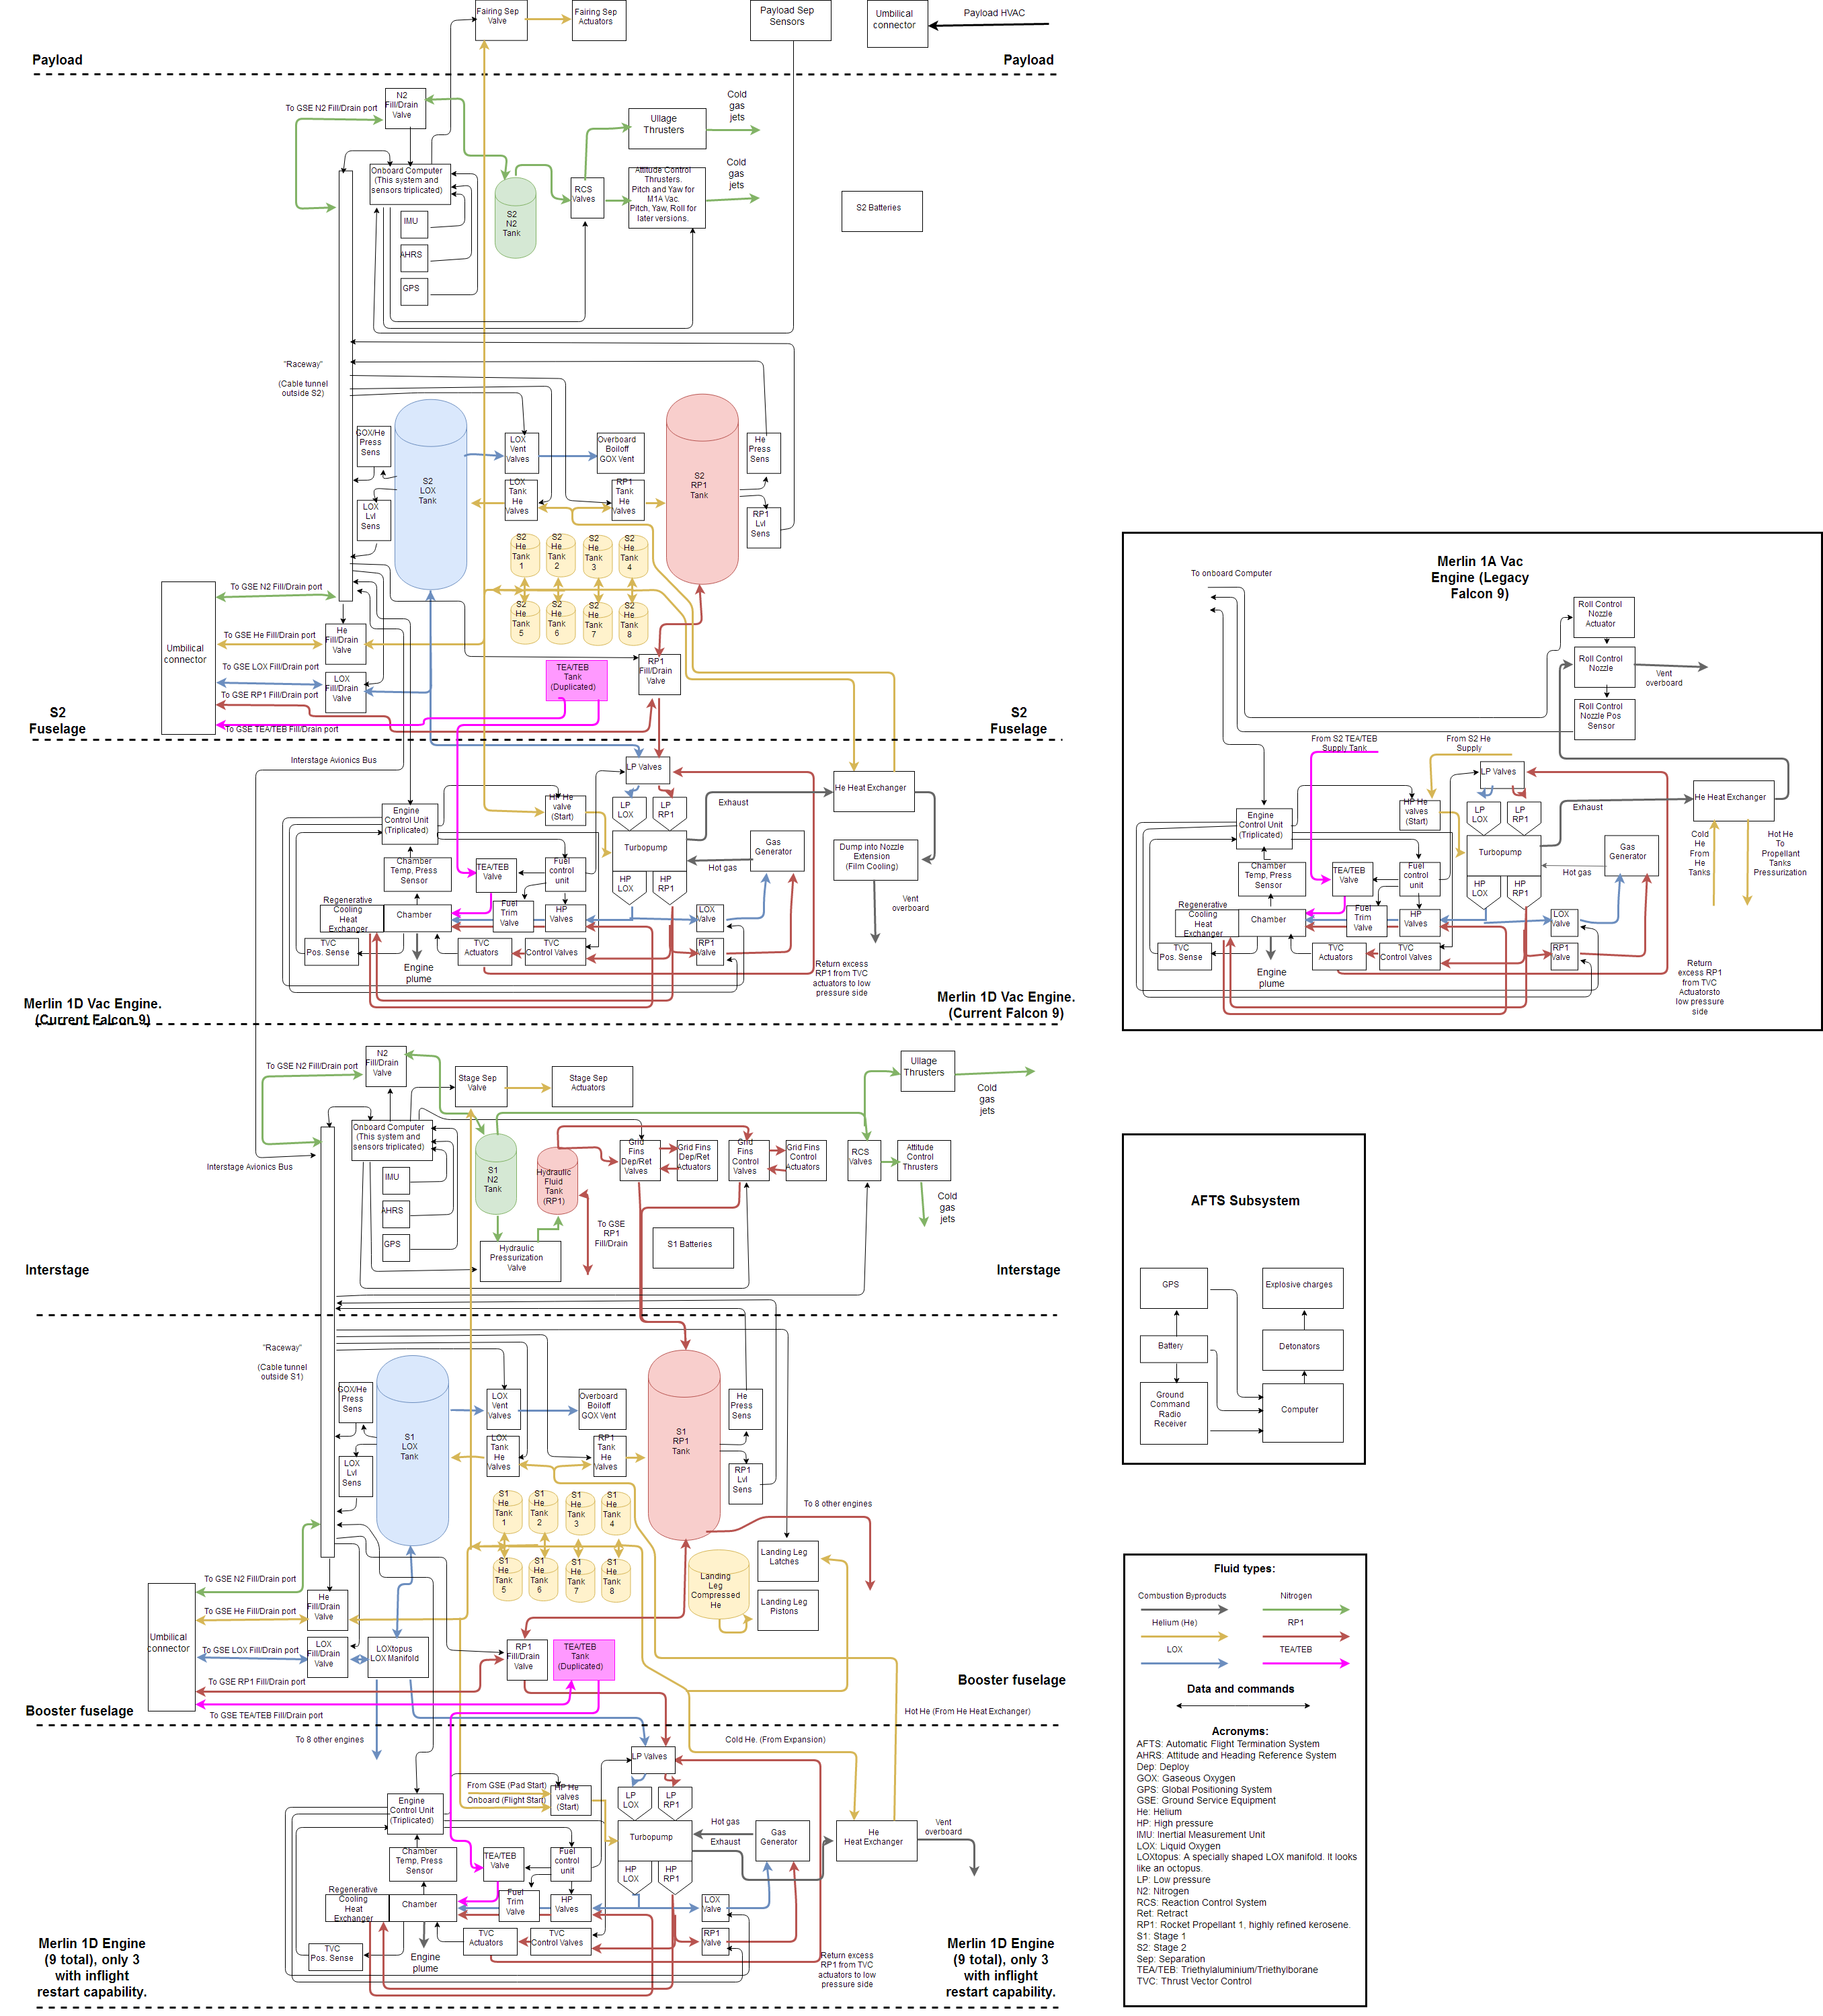 Fairing Sep
Valve
Fairing Sep
Actuators
Payload Sep
Sensors
Umbilical
connector
Payload HVAC
Payload
Payload
N2
Fill/Drain
Valve
To GSE N2 Fill/Drain port
Onboard Computer
(This system and
sensors triplicated)
IMU
AHRS
GPS
S2
N2
Tank
RCS
Valves
Ullage
Thrusters
Cold
gas
jets
Attitude Control
Thrusters.
Pitch and Yaw for
M1A Vac.
Pitch, Yaw, Roll for
later versions.
Cold
gas
jets
S2 Batteries
"Raceway"
(Cable tunnel
outside S2)
GOX/He
Press
Sens
LOX
Lvl
Sens
S2
LOX
Tank
LOX
Vent
Valves
Overboard
Boiloff
GOX Vent
LOX
Tank
He
Valves
RP1
Tank
He
Valves
S2
RP1
Tank
He
Press
Sens
RP1
Lvl
Sens
S2
He
Tank
1
S2
He
Tank
2
S2
He
Tank
3
S2
He
Tank
4
S2
He
Tank
5
S2
He
Tank
6
S2
He
Tank
7
S2
He
Tank
8
Umbilical
connector
To GSE N2 Fill/Drain port
To GSE He Fill/Drain port
To GSE LOX Fill/Drain port
To GSE RP1 Fill/Drain port
To GSE TEA/TEB Fill/Drain port
He
Fill/Drain
Valve
LOX
Fill/Drain
Valve
TEA/TEB
Tank
(Duplicated)
RP1
Fill/Drain
Valve
S2
Fuselage
S2
Fuselage
Interstage Avionics Bus
Engine
Control Unit
(Triplicated)
Chamber
Temp, Press
Sensor
Regenerative
Cooling
Heat
Exchanger
Chamber
TVC
Pos. Sense
Engine
plume
TEA/TEB
Valve
Fuel
control
unit
Fuel
Trim
Valve
HP
Valves
TVC
Actuators
TVC
Control Valves
HP He
valve
(Start)
LP Valves
LP
LOX
LP
RP1
Turbopump
HP
LOX
HP
RP1
Exhaust
Hot gas
Gas
Generator
LOX
Valve
RP1
Valve
He Heat Exchanger
Dump into Nozzle
Extension
(Film Cooling)
Vent
overboard
Return excess
RP1 from TVC
actuators to low
pressure side
Merlin 1D Vac Engine.
(Current Falcon 9)
Merlin 1D Vac Engine.
(Current Falcon 9)
Merlin 1A Vac
Engine (Legacy
Falcon 9)
To onboard Computer
Roll Control
Nozzle
Actuator
Roll Control
Nozzle
Roll Control
Nozzle Pos
Sensor
Vent
overboard
From S2 TEA/TEB
Supply Tank
From S2 He
Supply
Engine
Control Unit
(Triplicated)
Chamber
Temp, Press
Sensor
Regenerative
Cooling
Heat
Exchanger
Chamber
TVC
Pos. Sense
Engine
plume
TEA/TEB
Valve
Fuel
control
unit
Fuel
Trim
Valve
HP
Valves
TVC
Actuators
TVC
Control Valves
HP He
valves
(Start)
LP Valves
LP
LOX
LP
RP1
Turbopump
HP
LOX
HP
RP1
Exhaust
Hot gas
Gas
Generator
LOX
Valve
RP1
Valve
He Heat Exchanger
Cold
He
From
He
Tanks
Hot He
To
Propellant
Tanks
Pressurization
Return
excess RP1
from TVC
Actuatorsto
low pressure
side
N2
Fill/Drain
Valve
To GSE N2 Fill/Drain port
Stage Sep
Valve
Stage Sep
Actuators
Ullage
Thrusters
Cold
gas
jets
Onboard Computer
(This system and
sensors triplicated)
IMU
AHRS
GPS
Interstage Avionics Bus
S1
N2
Tank
Hydraulic
Fluid
Tank
(RP1)
Hydraulic
Pressurization
Valve
To GSE
RP1
Fill/Drain
Grid
Fins
Dep/Ret
Valves
Grid Fins
Dep/Ret
Actuators
Grid
Fins
Control
Valves
Grid Fins
Control
Actuators
RCS
Valves
Attitude
Control
Thrusters
Cold
gas
jets
S1 Batteries
Interstage
Interstage
AFTS Subsystem
GPS
Explosive charges
Battery
Detonators
Ground
Command
Radio
Receiver
Computer
"Raceway"
(Cable tunnel
outside S1)
GOX/He
Press
Sens
LOX
Lvl
Sens
S1
LOX
Tank
LOX
Vent
Valves
Overboard
Boiloff
GOX Vent
LOX
Tank
He
Valves
RP1
Tank
He
Valves
S1
RP1
Tank
He
Press
Sens
RP1
Lvl
Sens
To 8 other engines
S1
He
Tank
1
S1
He
Tank
2
S1
He
Tank
3
S1
He
Tank
4
S1
He
Tank
5
S1
He
Tank
6
S1
He
Tank
7
S1
He
Tank
8
Landing
Leg
Compressed
He
Landing Leg
Latches
Landing Leg
Pistons
Umbilical
connector
To GSE N2 Fill/Drain port
To GSE He Fill/Drain port
To GSE LOX Fill/Drain port
To GSE RP1 Fill/Drain port
To GSE TEA/TEB Fill/Drain port
He
Fill/Drain
Valve
LOX
Fill/Drain
Valve
LOXtopus
LOX Manifold
RP1
Fill/Drain
Valve
TEA/TEB
Tank
(Duplicated)
Booster fuselage
Booster fuselage
Hot He (From He Heat Exchanger)
To 8 other engines
Cold He. (From Expansion)
From GSE (Pad Start)
Onboard (Flight Start)
HP He
valves
(Start)
Engine
Control Unit
(Triplicated)
Chamber
Temp, Press
Sensor
Regenerative
Cooling
Heat
Exchanger
Chamber
TVC
Pos. Sense
Engine
plume
TEA/TEB
Valve
Fuel
control
unit
Fuel
Trim
Valve
HP
Valves
TVC
Actuators
TVC
Control Valves
LP Valves
LP
LOX
LP
RP1
Turbopump
HP
LOX
HP
RP1
Hot gas
Exhaust
Gas
Generator
LOX
Valve
RP1
Valve
He
Heat Exchanger
Vent
overboard
Return excess
RP1 from TVC
actuators to low
pressure side
Merlin 1D Engine
(9 total), only 3
with inflight
restart capability.
Merlin 1D Engine
(9 total), only 3
with inflight
restart capability.
Fluid types:
Combustion Byproducts
Nitrogen
Helium (He)
RP1
LOX
TEA/TEB
Data and commands
Acronyms:
AFTS: Automatic Flight Termination System
AHRS: Attitude and Heading Reference System
Dep: Deploy
GOX: Gaseous Oxygen
GPS: Global Positioning System
GSE: Ground Service Equipment
He: Helium
HP: High pressure
IMU: Inertial Measurement Unit
LOX: Liquid Oxygen
LOXtopus: A specially shaped LOX manifold. It looks
like an octopus.
LP: Low pressure
N2: Nitrogen
RCS: Reaction Control System
Ret: Retract
RP1: Rocket Propellant 1, highly refined kerosene.
S1: Stage 1
S2: Stage 2
Sep: Separation
TEA/TEB: Triethylaluminium/Triethylborane
TVC: Thrust Vector Control